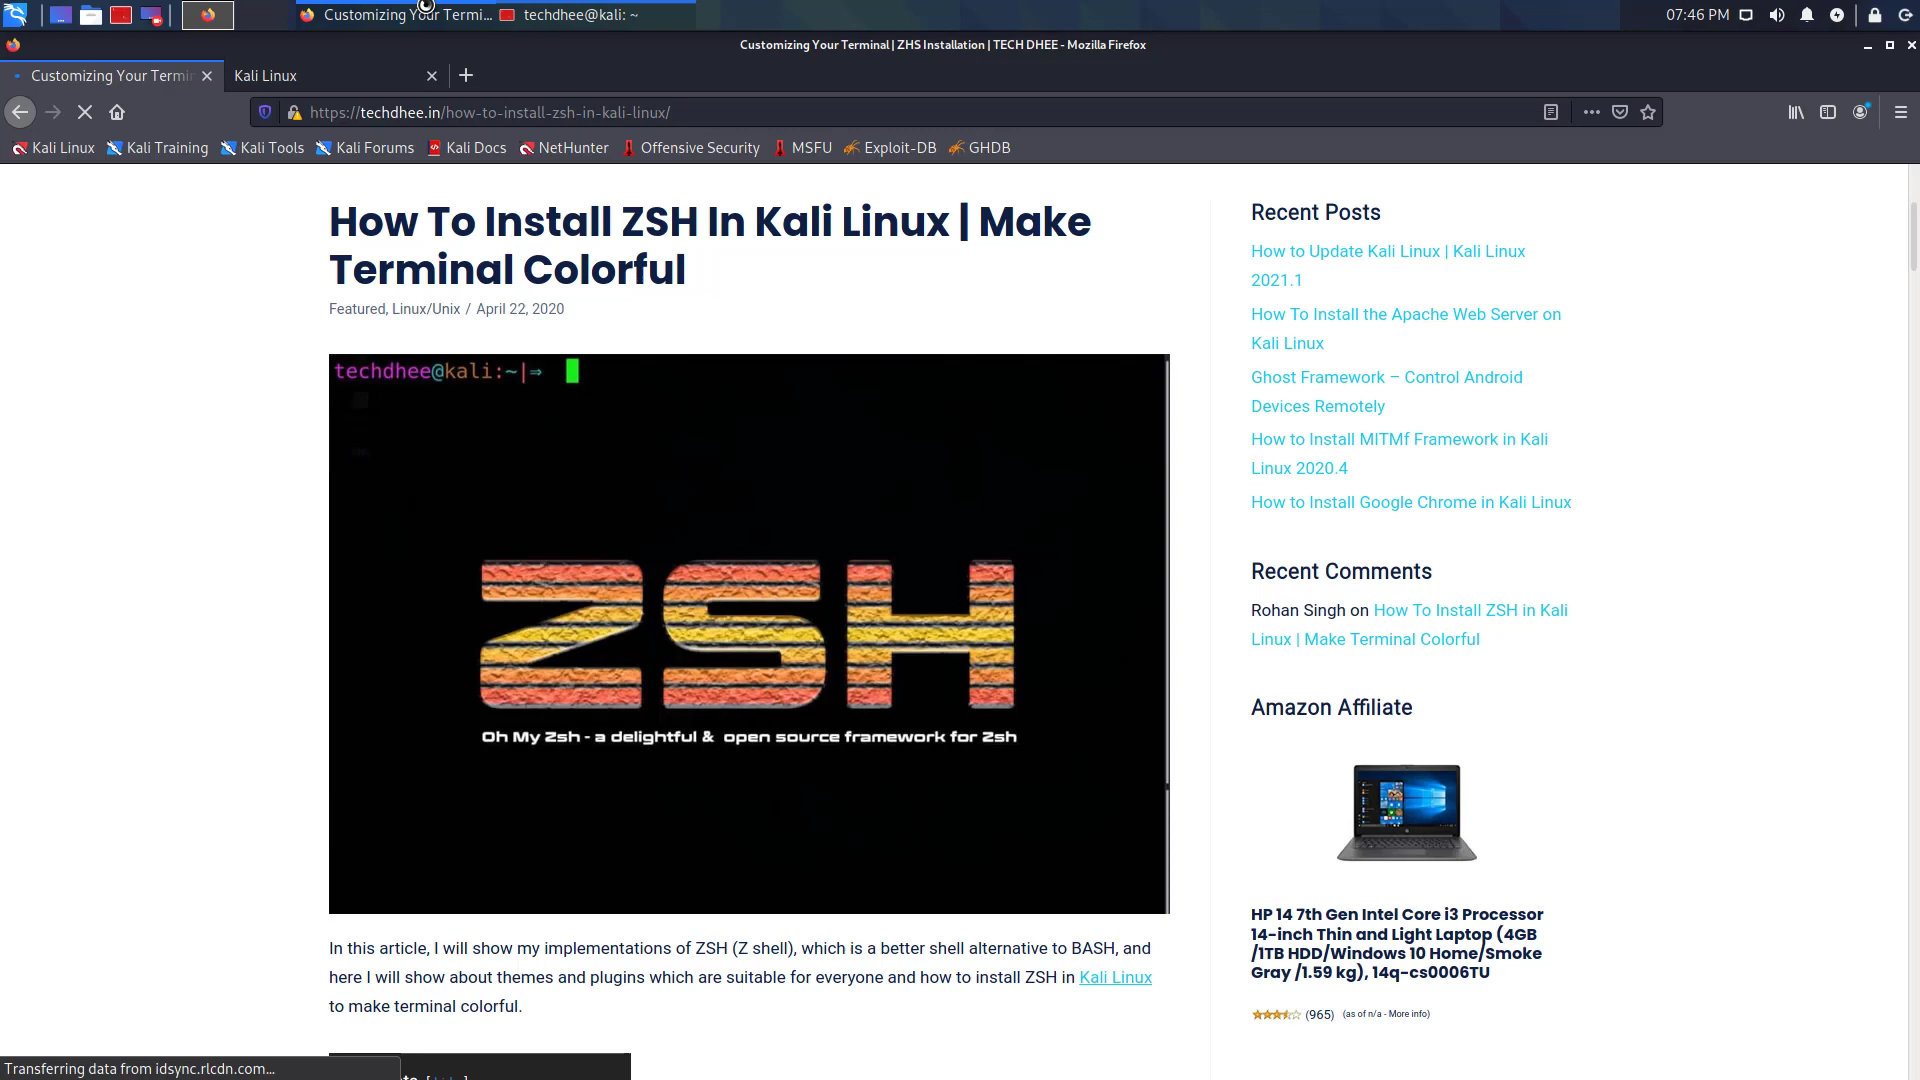 Customizing Your Termi... techdhee@kali: ~ 07:46 PM
Customizing Your Terminal | ZHS Installation | TECH DHEE - Mozilla Firefox
Customizing Your Termin Kali Linux
https://techdhee.in/how-to-install-zsh-in-kali-linux/
Kali Linux Kali Training Kali Tools Kali Forums Kali Docs NetHunter Offensive Security MSFU Exploit-DB GHDB
How To Install ZSH In Kali Linux | Make
Terminal Colorful
Featured, Linux/Unix / April 22, 2020
techdhee@kali:~|⇒
ZSH
Oh My Zsh - a delightful & open source framework for Zsh
In this article, I will show my implementations of ZSH (Z shell), which is a better shell alternative to BASH, and
here I will show about themes and plugins which are suitable for everyone and how to install ZSH in Kali Linux
to make terminal colorful.
Recent Posts
How to Update Kali Linux | Kali Linux
2021.1
How To Install the Apache Web Server on
Kali Linux
Ghost Framework – Control Android
Devices Remotely
How to Install MITMf Framework in Kali
Linux 2020.4
How to Install Google Chrome in Kali Linux
Recent Comments
Rohan Singh on How To Install ZSH in Kali
Linux | Make Terminal Colorful
Amazon Affiliate
HP 14 7th Gen Intel Core i3 Processor
14-inch Thin and Light Laptop (4GB
/1TB HDD/Windows 10 Home/Smoke
Gray /1.59 kg), 14q-cs0006TU
(965) (as of n/a - More info)
Transferring data from idsync.rlcdn.com...